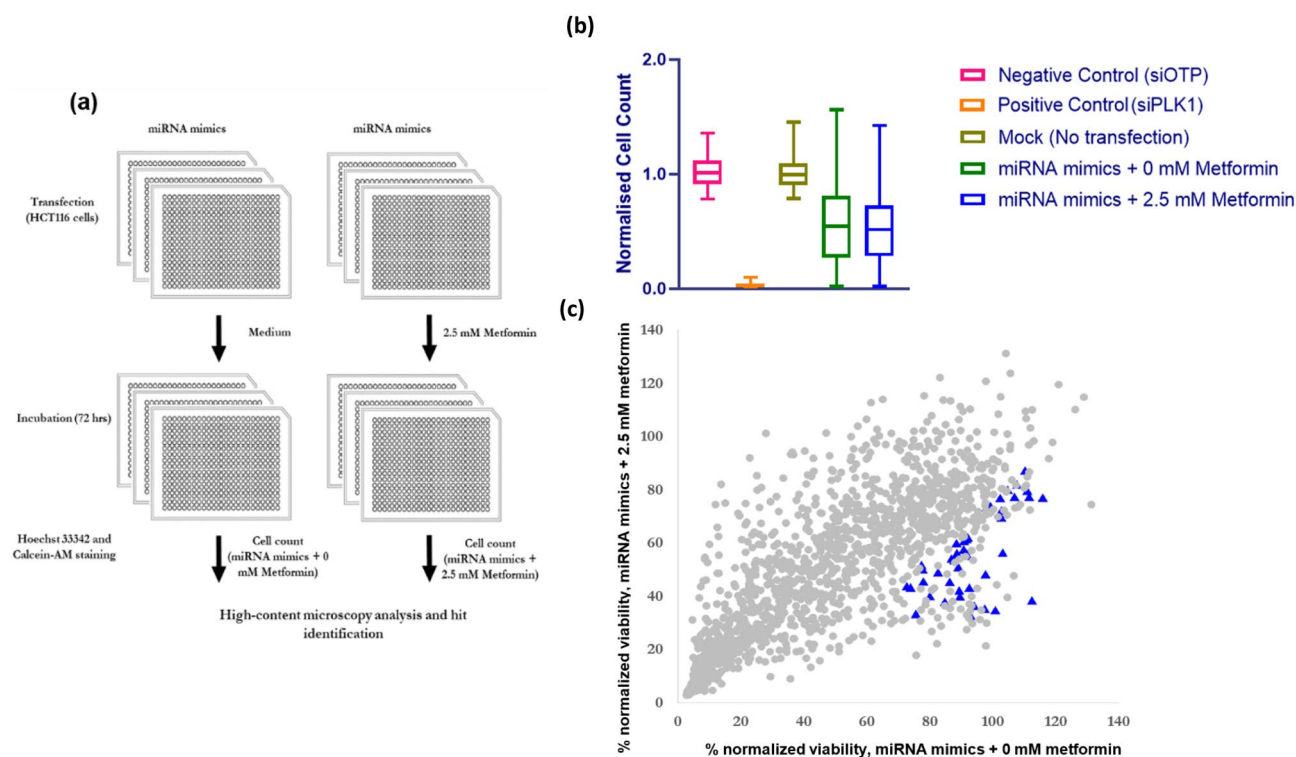 (a)
miRNA mimics
miRNA mimics
Transfection
(HCT116 cells)
Medium
2.5 mM Metformin
Incubation (72 hrs)
Hoechst 33342 and
Calcein-AM staining
Cell count
(miRNA mimics + 0
mM Metformin)
Cell count
(miRNA mimics +
2.5 mM Metformin)
High-content microscopy analysis and hit
identification
(b)
Normalised Cell Count
2.0
1.0
0.0
Negative Control (siOTP)
Positive Control (siPLK1)
Mock (No transfection)
miRNA mimics + 0 mM Metformin
miRNA mimics + 2.5 mM Metformin
(c)
% normalized viability, miRNA mimics + 2.5 mM metformin
140
120
100
80
60
40
20
0
0 20 40 60 80 100 120 140
% normalized viability, miRNA mimics + 0 mM metformin